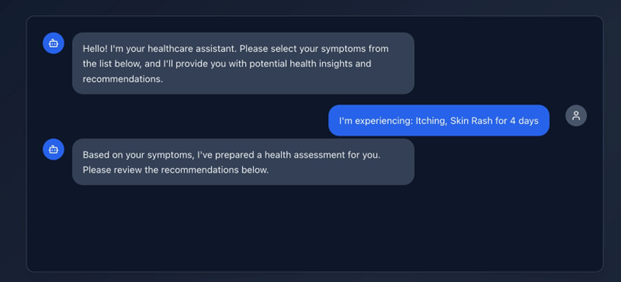 Hello! I'm your healthcare assistant. Please select your symptoms from
the list below, and I'll provide you with potential health insights and
recommendations.
I'm experiencing: Itching, Skin Rash for 4 days
Based on your symptoms, I've prepared a health assessment for you.
Please review the recommendations below.